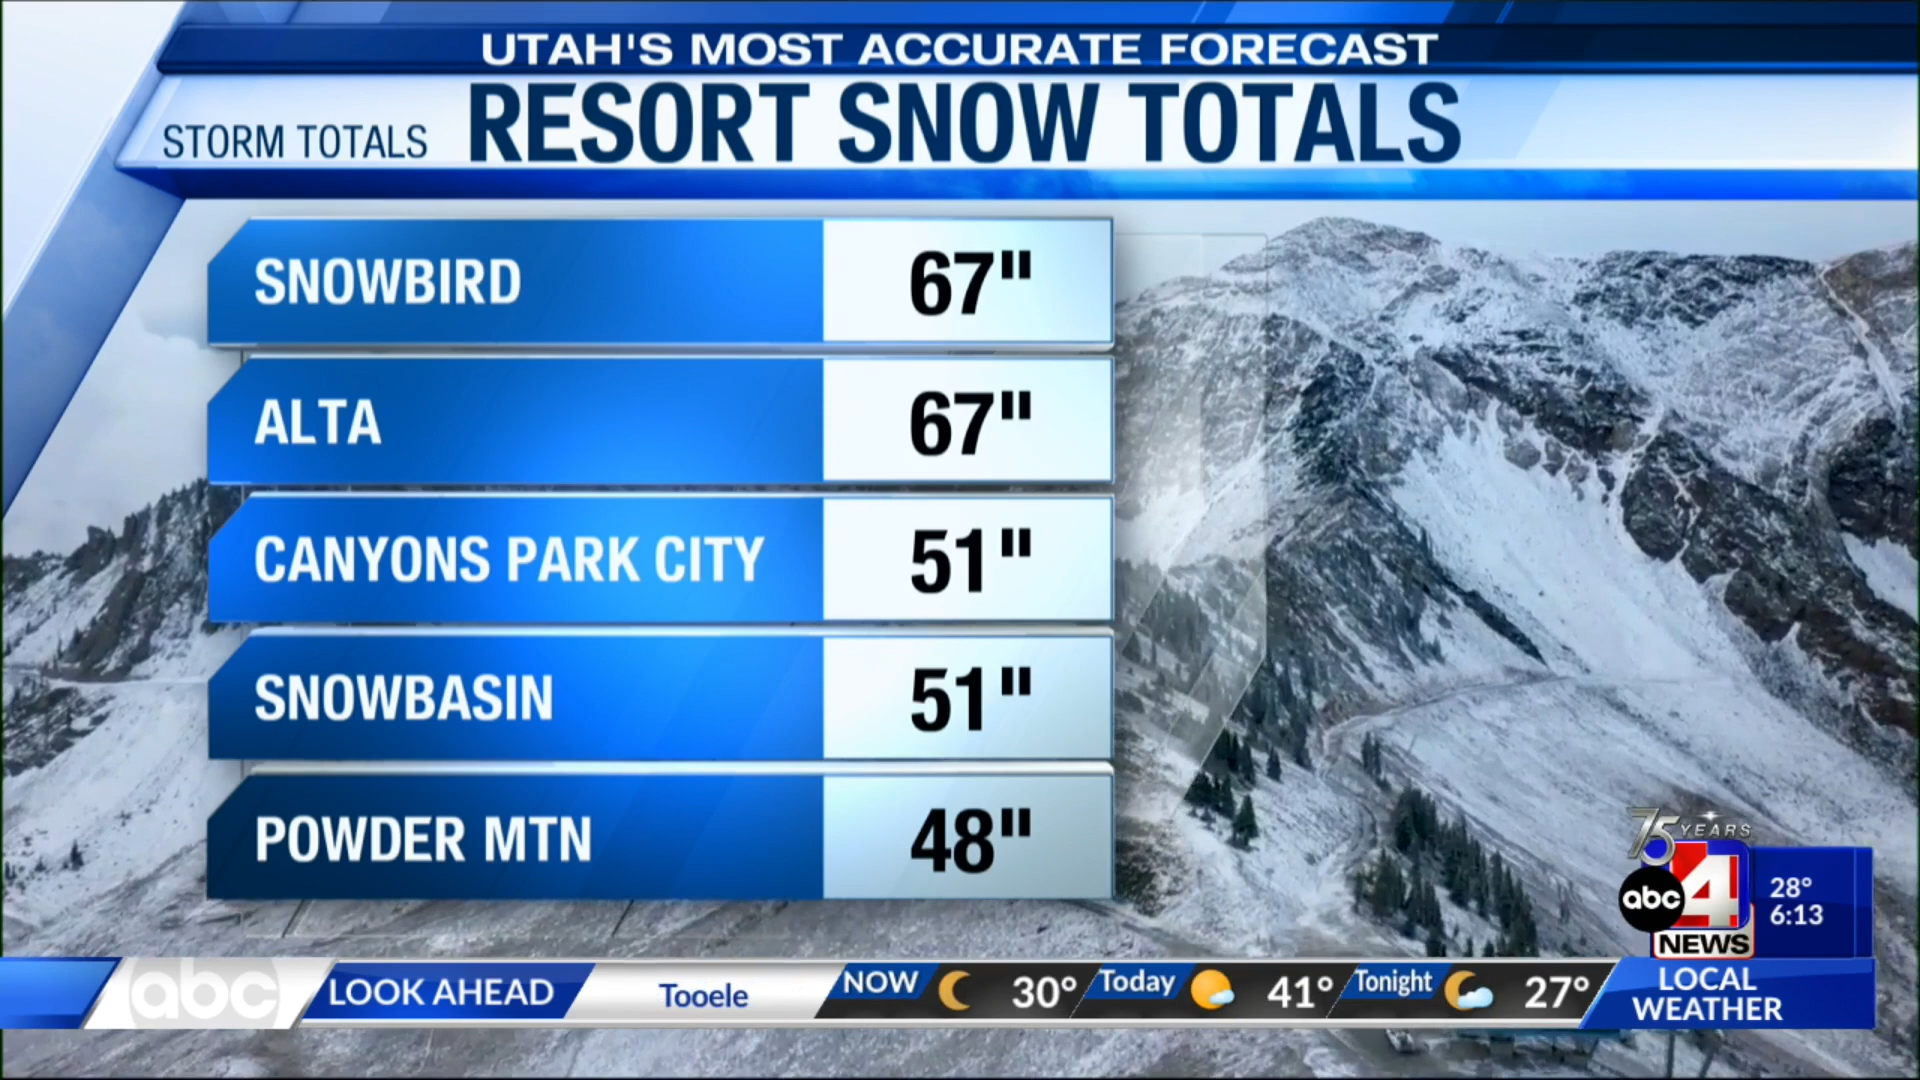 UTAH'S MOST ACCURATE FORECAST
STORM TOTALS RESORT SNOW TOTALS
SNOWBIRD 67"
ALTA 67"
CANYONS PARK CITY 51"
SNOWBASIN 51"
POWDER MTN 48"
75 YEARS
abc 4
NEWS
28°
6:13
abc LOOK AHEAD Tooele NOW 30° Today 41° Tonight 27°
LOCAL
WEATHER